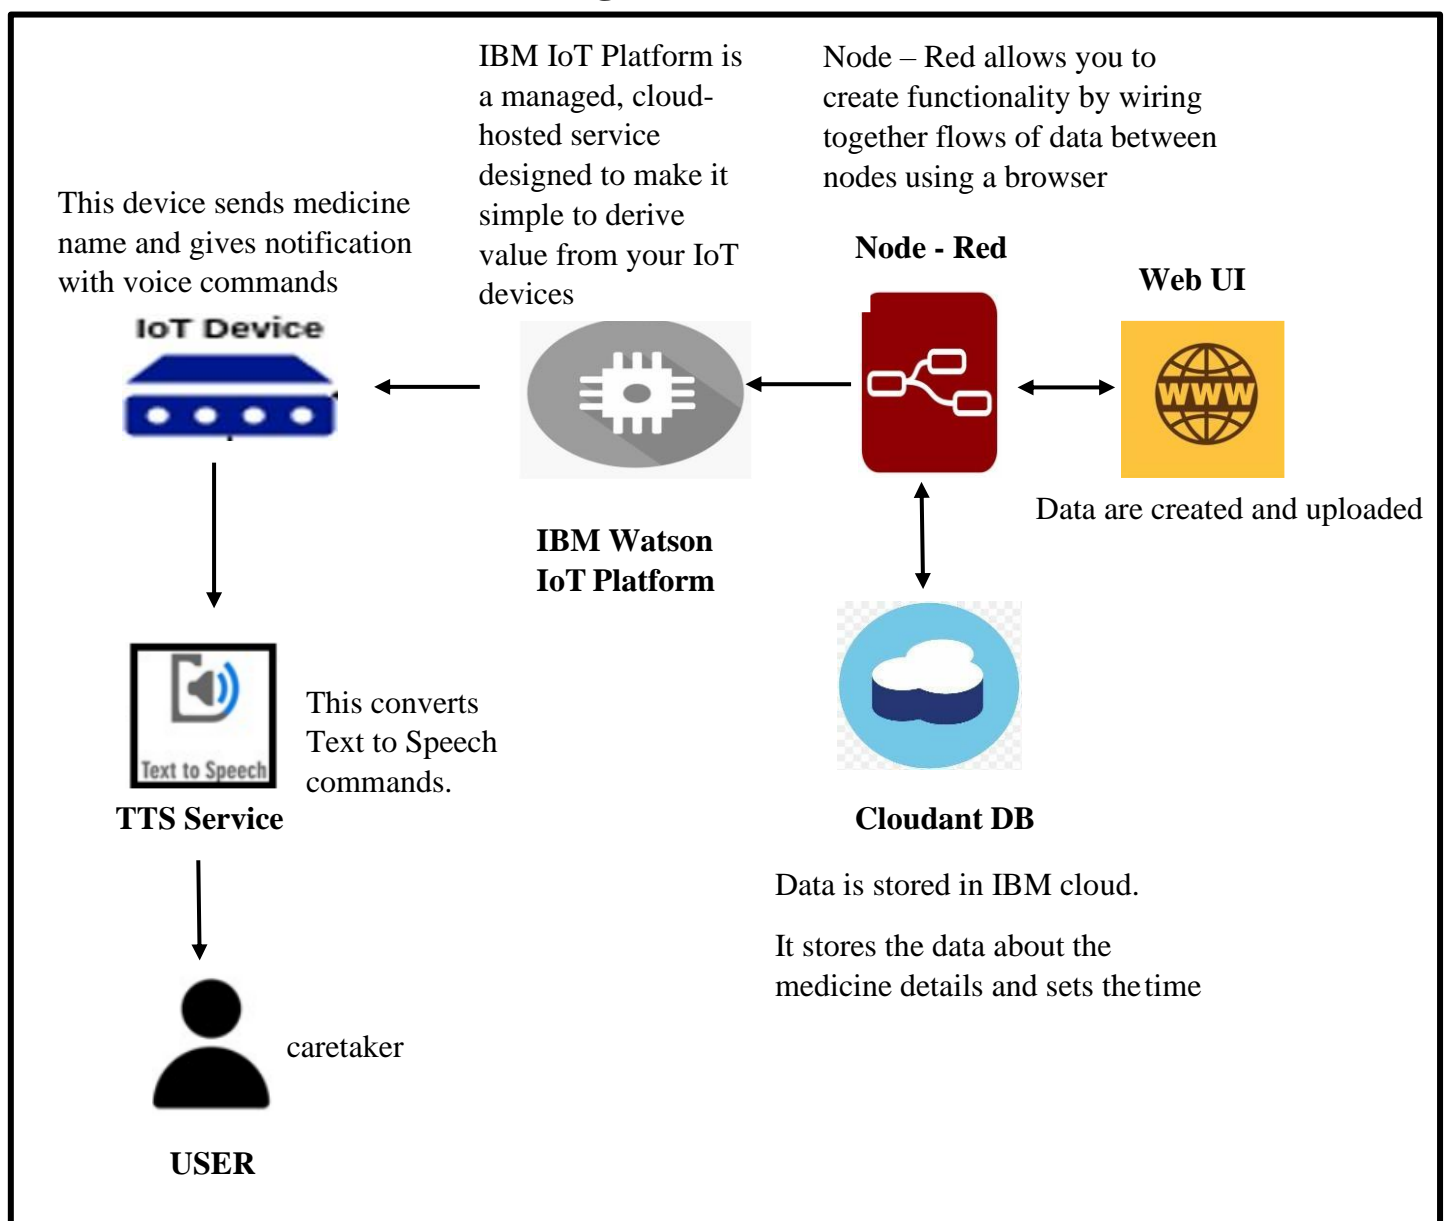 IBM IoT Platform is
a managed, cloud-
hosted service
designed to make it
simple to derive
value from your IoT
devices
Node – Red allows you to
create functionality by wiring
together flows of data between
nodes using a browser
This device sends medicine
name and gives notification
with voice commands
IoT Device
Node - Red
Web UI
WWW
Data are created and uploaded
IBM Watson
IoT Platform
Text to Speech
This converts
Text to Speech
commands.
TTS Service
Cloudant DB
Data is stored in IBM cloud.
It stores the data about the
medicine details and sets the time
caretaker
USER